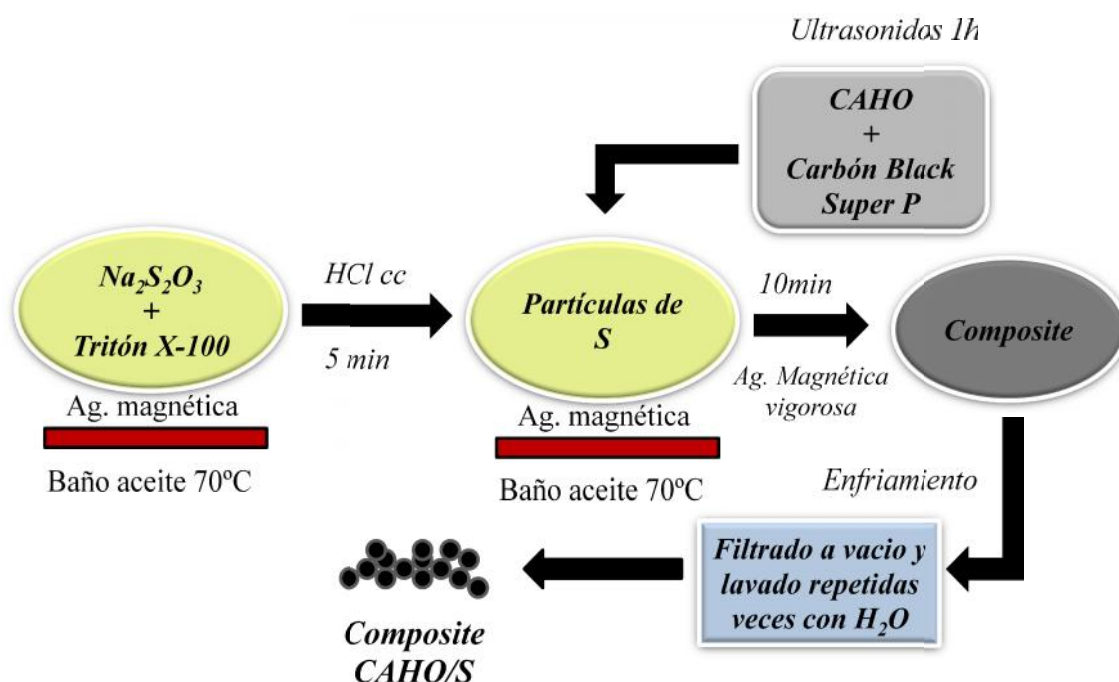 Ultrasonidos 1h
CAHO
+
Carbón Black
Super P
Na₂S₂O₃
+
Tritón X-100
Ag. magnética
Baño aceite 70ºC
HCl cc
5 min
Partículas de
S
Ag. magnética
Baño aceite 70ºC
10min
Ag. Magnética
vigorosa
Composite
Enfriamiento
Filtrado a vacio y
lavado repetidas
veces con H₂O
Composite
CAHO/S